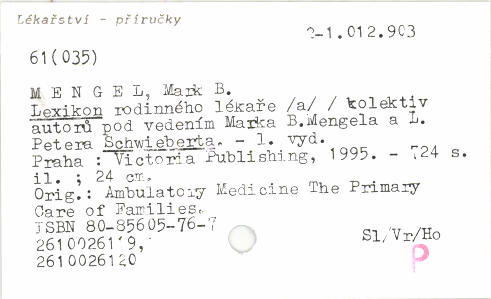 Lékařství - příručky
2-1.012.903
61(035)
M E N G E L, Mark B.
Lexikon rodinného lékaře /a/ / kolektiv
autorů pod vedením Marka B.Mengela a L.
Petera Schwieberta. - 1. vyd.
Praha : Victoria Publishing, 1995. - 724 s.
il. ; 24 cm.
Orig.: Ambulatory Medicine The Primary
Care of Families.
ISBN 80-85605-76-7
2610026119,
Sl/Vr/Ho
2610026120
P